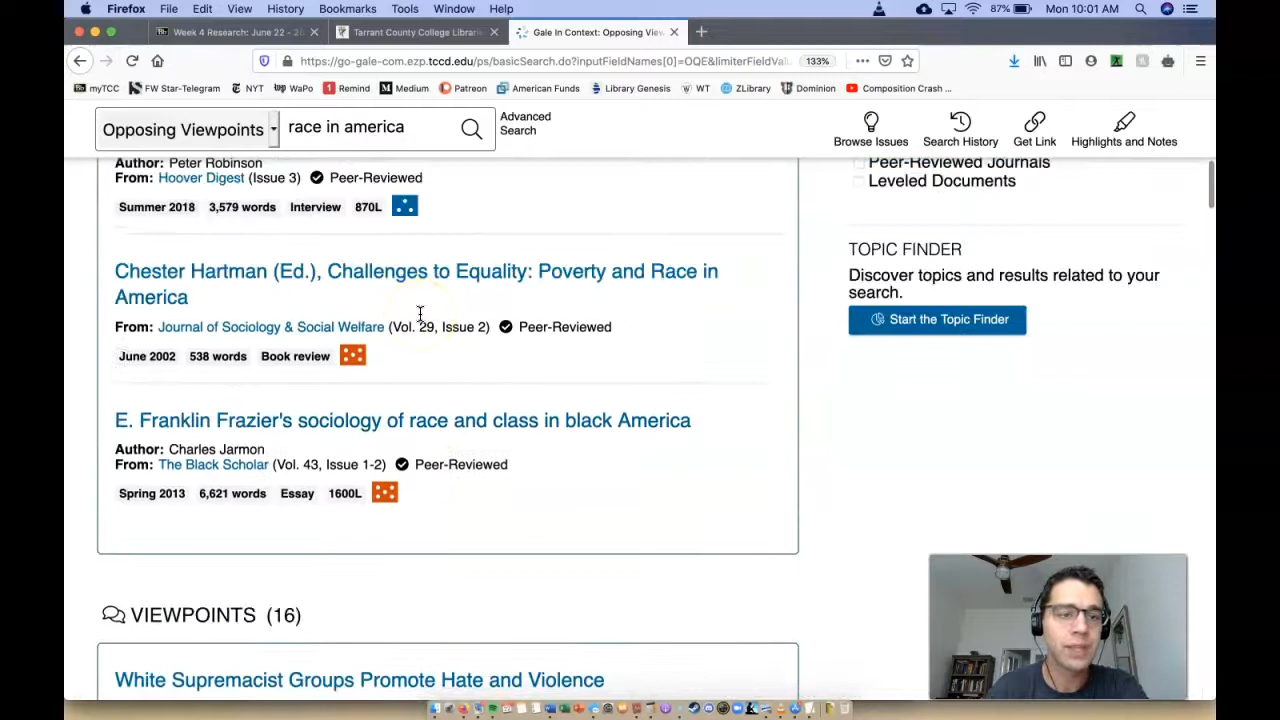 Firefox File Edit View History Bookmarks Tools Window Help 87% Mon 10:01 AM
Week 4 Research: June 22 - 2 Tarrant County College Librarie Gale In Context: Opposing View
https://go-gale-com.ezp.tccd.edu/ps/basicSearch.do?inputFieldNames[0]=OQE&limiterFieldValu 133%
myTCC FW Star-Telegram NYT WaPo Remind Medium Patreon American Funds Library Genesis WT ZLibrary Dominion Composition Crash ...
Opposing Viewpoints race in america Advanced Search
Browse Issues Search History Get Link Highlights and Notes
Author: Peter Robinson
From: Hoover Digest (Issue 3) Peer-Reviewed
Summer 2018 3,579 words Interview 870L
Chester Hartman (Ed.), Challenges to Equality: Poverty and Race in
America
From: Journal of Sociology & Social Welfare (Vol. 29, Issue 2) Peer-Reviewed
June 2002 538 words Book review
E. Franklin Frazier's sociology of race and class in black America
Author: Charles Jarmon
From: The Black Scholar (Vol. 43, Issue 1-2) Peer-Reviewed
Spring 2013 6,621 words Essay 1600L
VIEWPOINTS (16)
White Supremacist Groups Promote Hate and Violence
Peer-Reviewed Journals
Leveled Documents
TOPIC FINDER
Discover topics and results related to your
search.
Start the Topic Finder